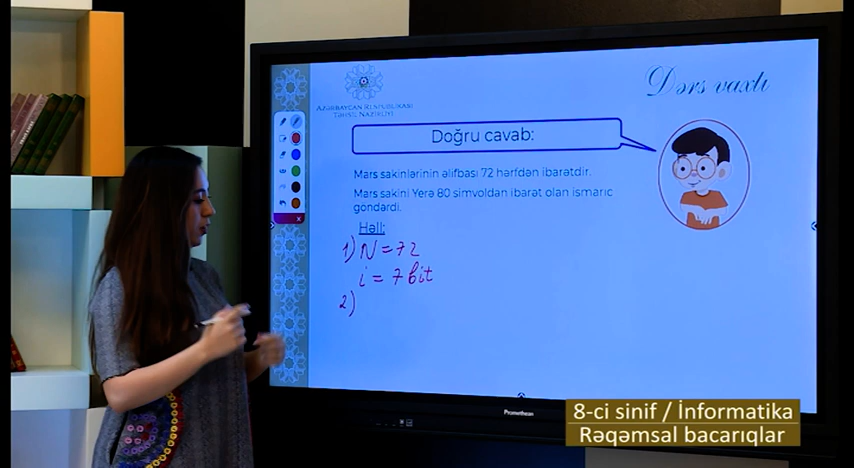 Dərs vaxtı
AZƏRBAYCAN RESPUBLİKASI
TƏHSİL NAZİRLİYİ
Doğru cavab:
Mars sakinlərinin əlifbası 72 hərfdən ibarətdir.
Mars sakini Yerə 80 simvoldan ibarət olan ismarıc
göndərdi.
Həll:
1) N = 72
i = 7 bit
2)
Promethean
8-ci sinif / İnformatika
Rəqəmsal bacarıqlar